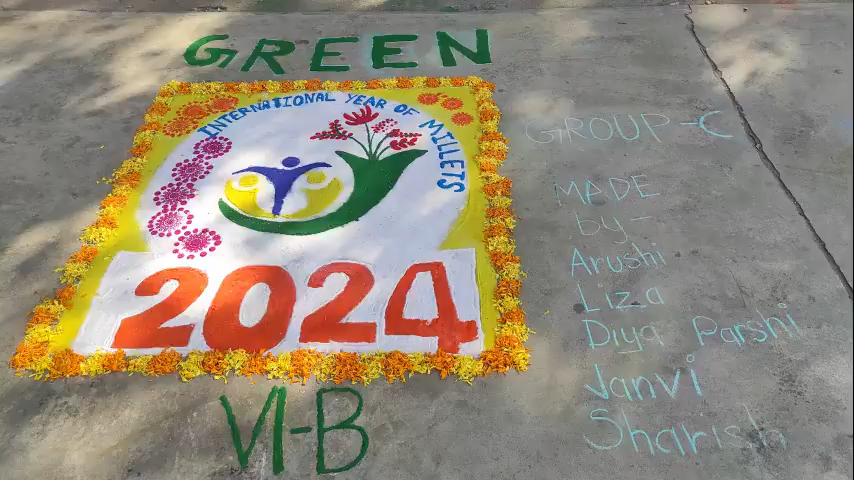 GREEN
INTERNATIONAL YEAR OF MILLETS
2024
VI-B
GROUP-C
MADE
by-
Arushi
Liza
Diya Parshi
Janvi
Sharish